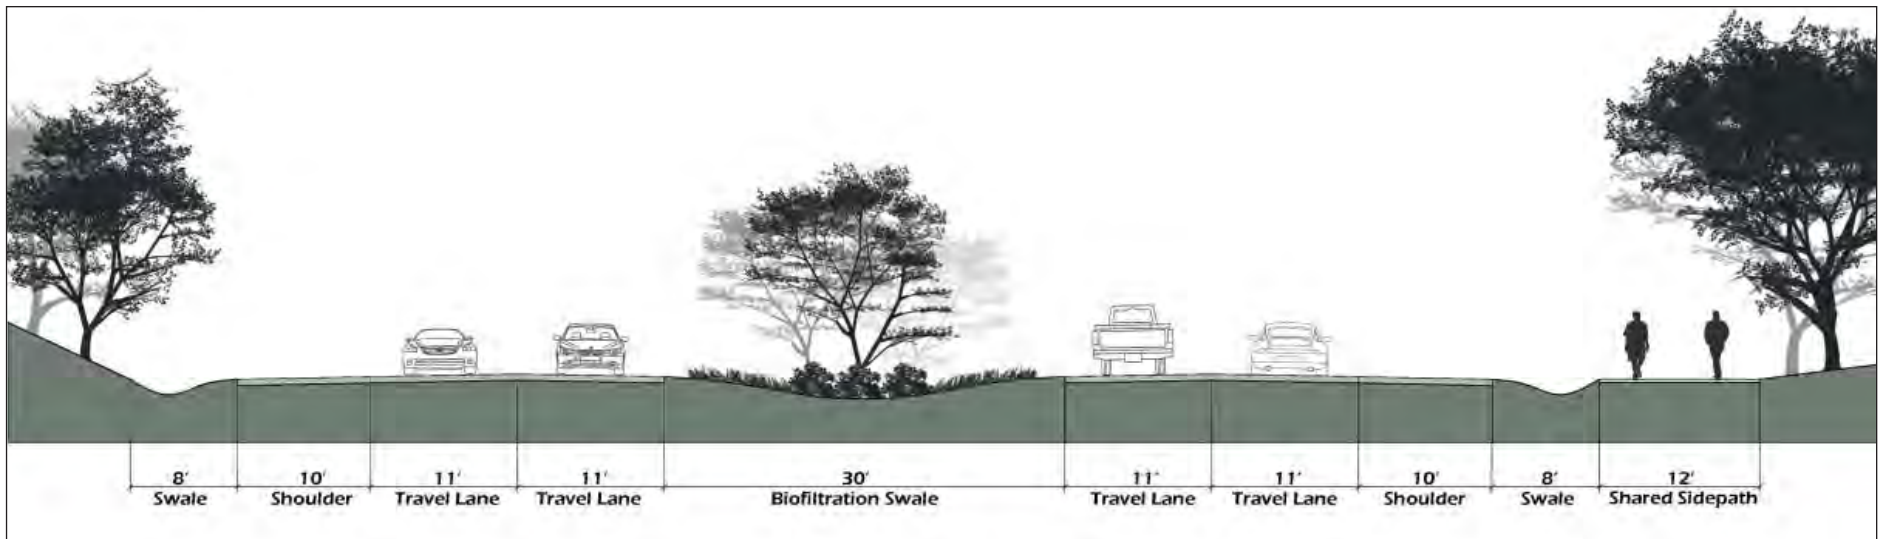 8' 10' 11' 11' 30' 11' 11' 10' 8' 12'
Swale Shoulder Travel Lane Travel Lane Biofiltration Swale Travel Lane Travel Lane Shoulder Swale Shared Sidepath